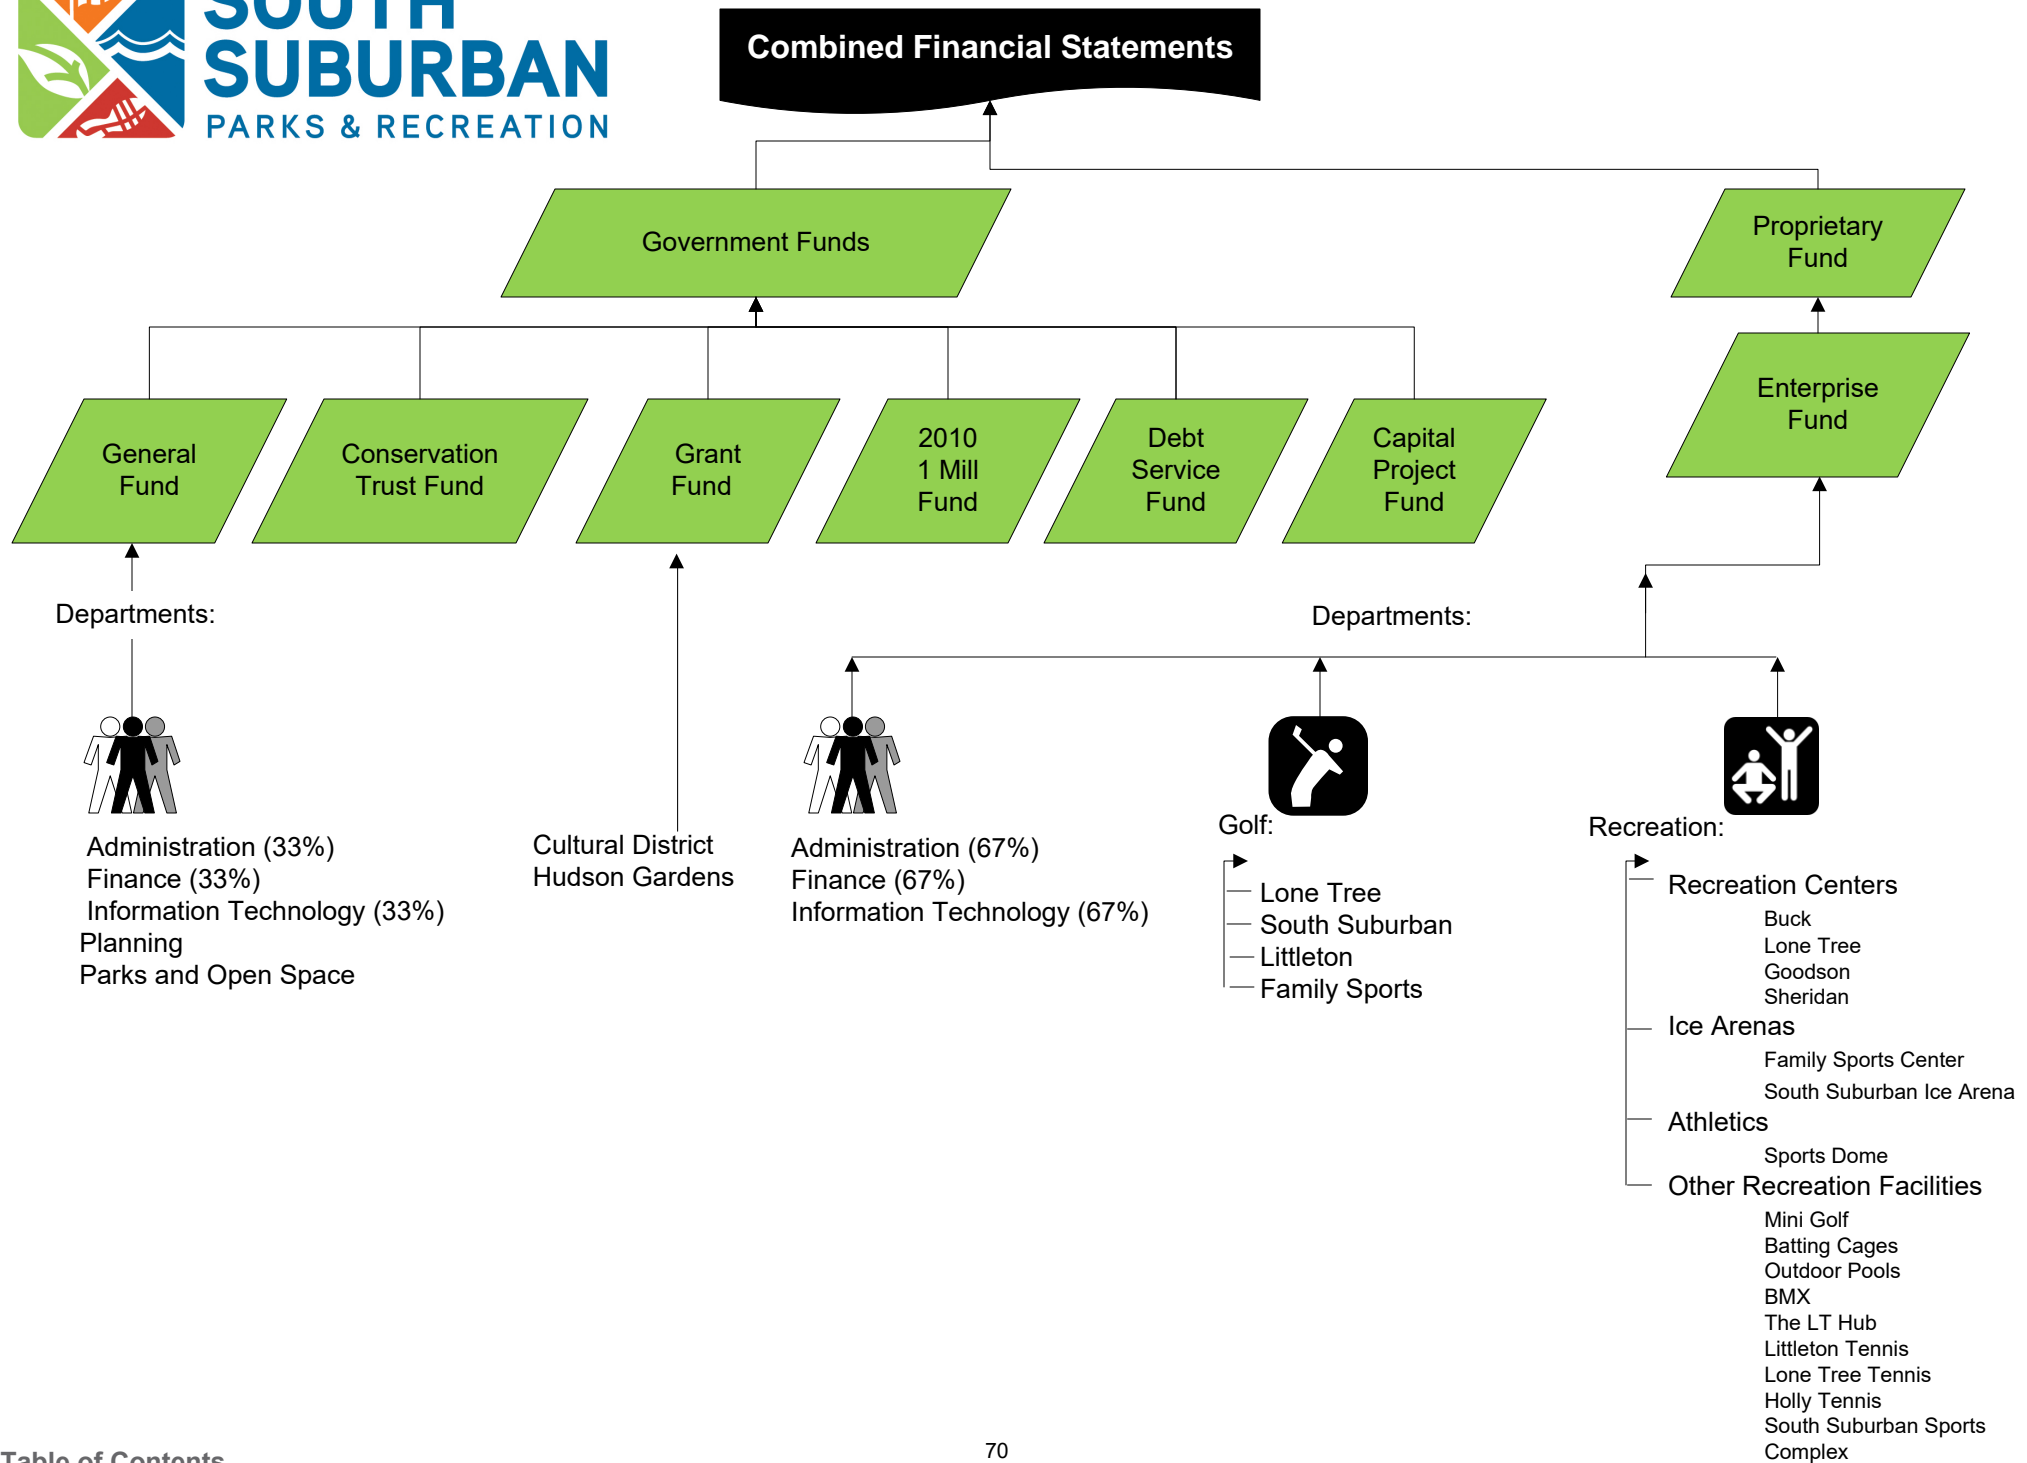 SOUTH
SUBURBAN
PARKS & RECREATION
Combined Financial Statements
Government Funds
Proprietary
Fund
Enterprise
Fund
General
Fund
Conservation
Trust Fund
Grant
Fund
2010
1 Mill
Fund
Debt
Service
Fund
Capital
Project
Fund
Departments:
Administration (33%)
Finance (33%)
Information Technology (33%)
Planning
Parks and Open Space
Cultural District
Hudson Gardens
Departments:
Administration (67%)
Finance (67%)
Information Technology (67%)
Golf:
Lone Tree
South Suburban
Littleton
Family Sports
Recreation:
Recreation Centers
Buck
Lone Tree
Goodson
Sheridan
Ice Arenas
Family Sports Center
South Suburban Ice Arena
Athletics
Sports Dome
Other Recreation Facilities
Mini Golf
Batting Cages
Outdoor Pools
BMX
The LT Hub
Littleton Tennis
Lone Tree Tennis
Holly Tennis
South Suburban Sports
Complex
70
Table of Contents